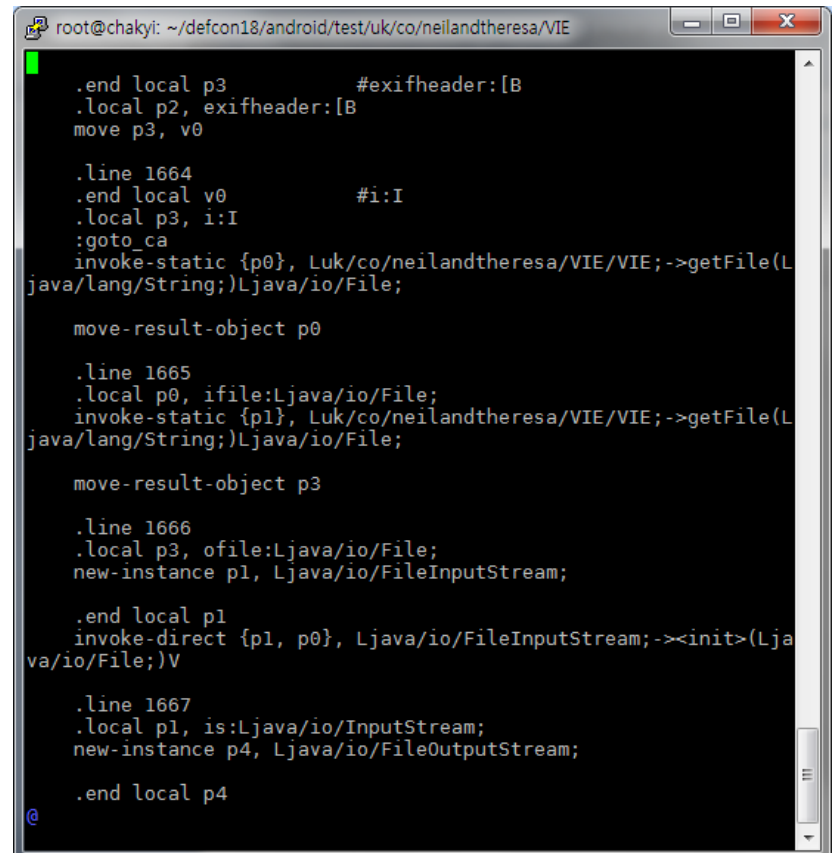 root@chakyi: ~/defcon18/android/test/uk/co/neilandtheresa/VIE
.end local p3 #exifheader:[B
.local p2, exifheader:[B
move p3, v0
.line 1664
.end local v0 #i:I
.local p3, i:I
:goto_ca
invoke-static {p0}, Luk/co/neilandtheresa/VIE/VIE;->getFile(L
java/lang/String;)Ljava/io/File;
move-result-object p0
.line 1665
.local p0, ifile:Ljava/io/File;
invoke-static {p1}, Luk/co/neilandtheresa/VIE/VIE;->getFile(L
java/lang/String;)Ljava/io/File;
move-result-object p3
.line 1666
.local p3, ofile:Ljava/io/File;
new-instance p1, Ljava/io/FileInputStream;
.end local p1
invoke-direct {p1, p0}, Ljava/io/FileInputStream;-><init>(Lja
va/io/File;)V
.line 1667
.local p1, is:Ljava/io/InputStream;
new-instance p4, Ljava/io/FileOutputStream;
.end local p4
@